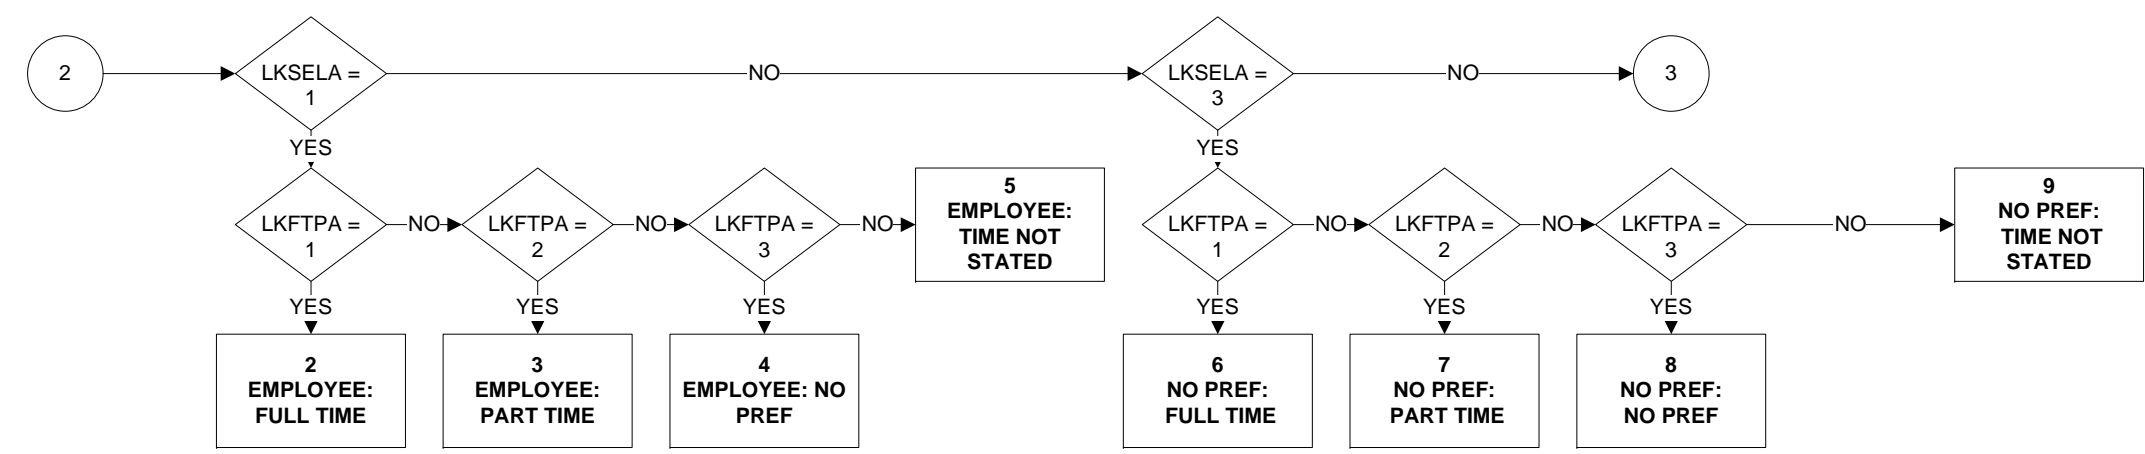 2
LKSELA =
1
NO
LKSELA =
3
NO
3
YES
YES
LKFTPA =
1
NO
LKFTPA =
2
NO
LKFTPA =
3
NO
5
EMPLOYEE:
TIME NOT
STATED
LKFTPA =
1
NO
LKFTPA =
2
NO
LKFTPA =
3
NO
9
NO PREF:
TIME NOT
STATED
YES
YES
YES
YES
YES
YES
2
EMPLOYEE:
FULL TIME
3
EMPLOYEE:
PART TIME
4
EMPLOYEE: NO
PREF
6
NO PREF:
FULL TIME
7
NO PREF:
PART TIME
8
NO PREF:
NO PREF